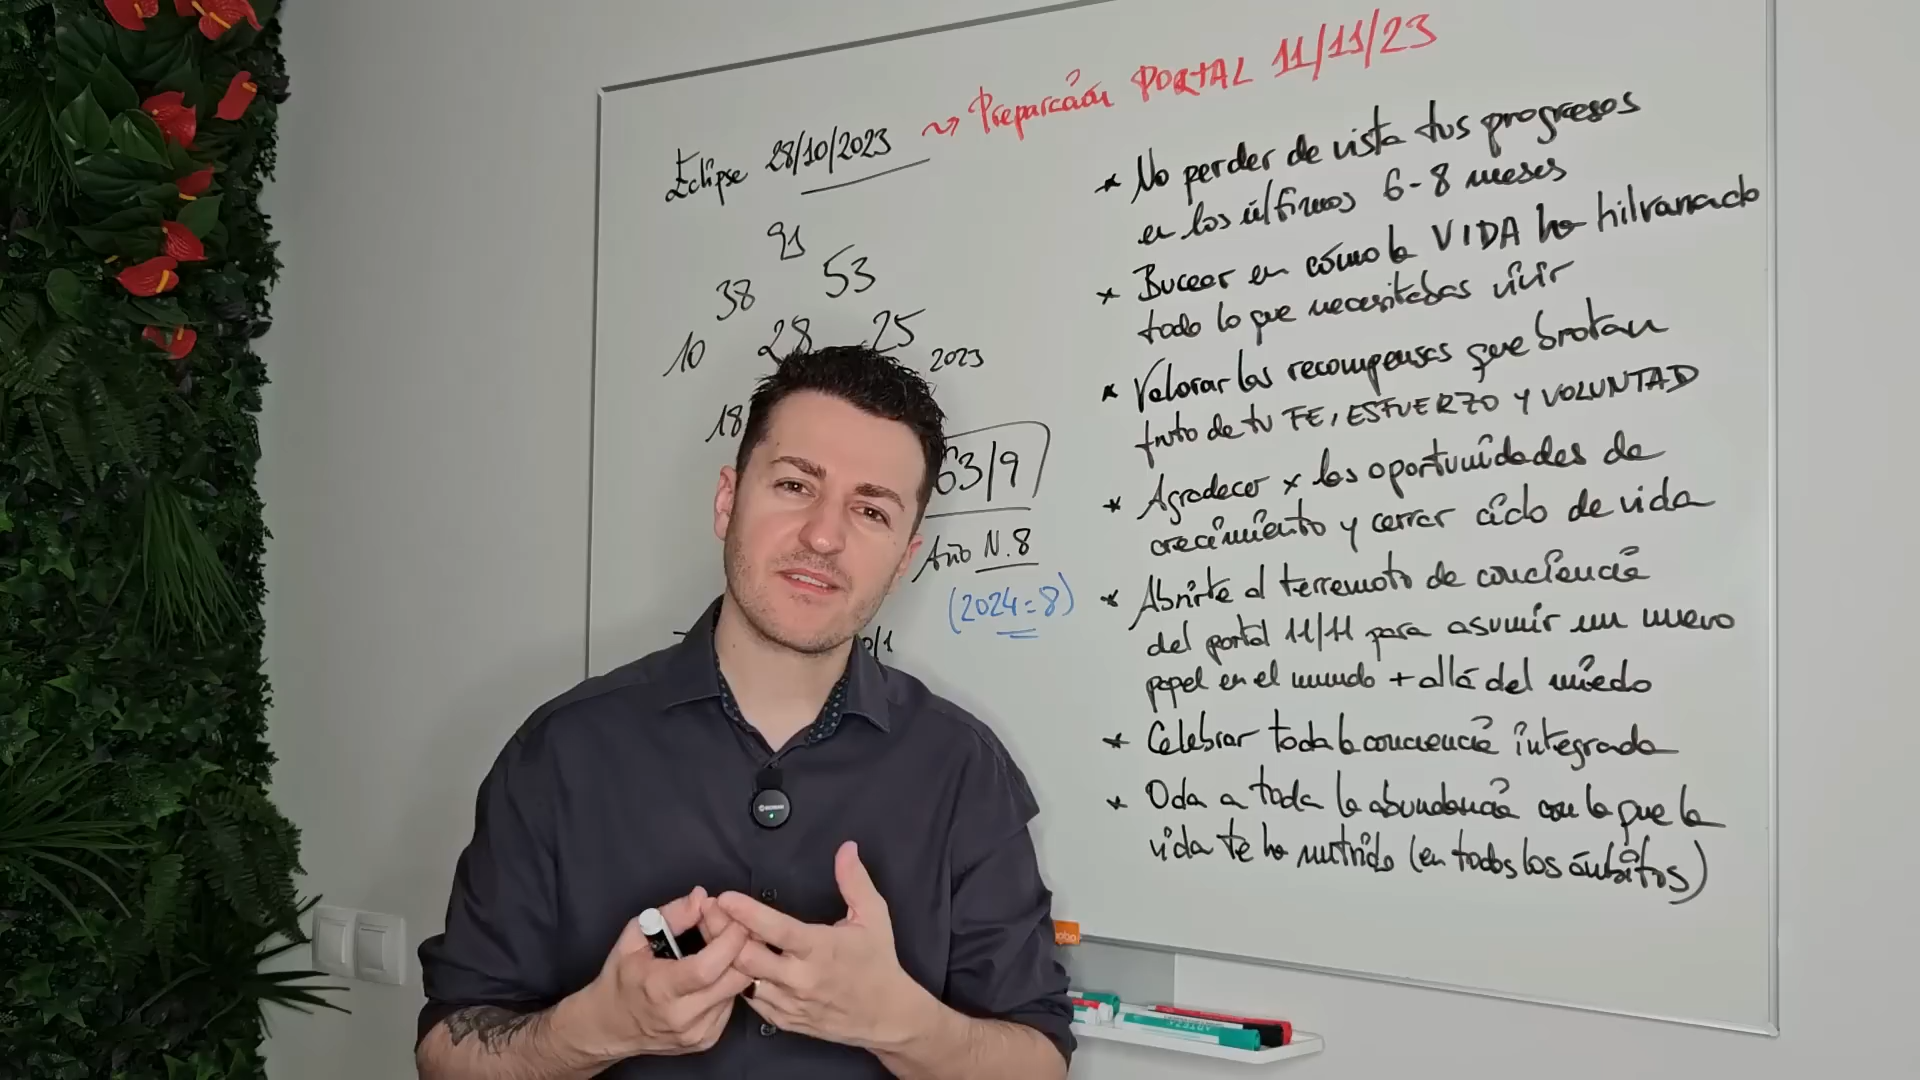 Eclipse 28/10/2023
~> Preparación PORTAL 11/11/23
91
38 53
10 28 25
2023
18
63/9
Año N.8
(2024=8)
* No perder de vista tus progresos
en los últimos 6-8 meses
* Bucear en cómo la VIDA ha hilvanado
todo lo que necesitabas vivir
* Valorar las recompensas que brotan
fruto de tu FE, ESFUERZO Y VOLUNTAD
* Agradecer x las oportunidades de
crecimiento y cerrar ciclo de vida
* Abrirte al terremoto de conciencia
del portal 11/11 para asumir un nuevo
papel en el mundo + allá del miedo
* Celebrar toda la conciencia integrada
* Oda a toda la abundancia con la que la
vida te ha nutrido (en todos los ámbitos)